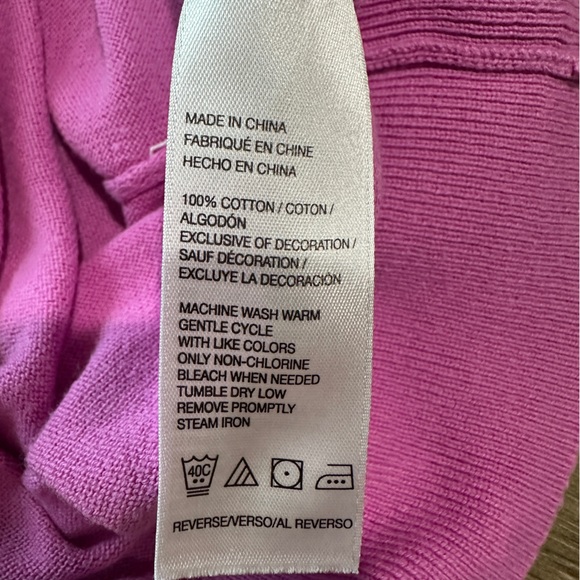 MADE IN CHINA
FABRIQUÉ EN CHINE
HECHO EN CHINA
100% COTTON / COTON /
ALGODÓN
EXCLUSIVE OF DECORATION /
SAUF DÉCORATION /
EXCLUYE LA DECORACIÓN
MACHINE WASH WARM
GENTLE CYCLE
WITH LIKE COLORS
ONLY NON-CHLORINE
BLEACH WHEN NEEDED
TUMBLE DRY LOW
REMOVE PROMPTLY
STEAM IRON
40C
REVERSE/VERSO/AL REVERSO